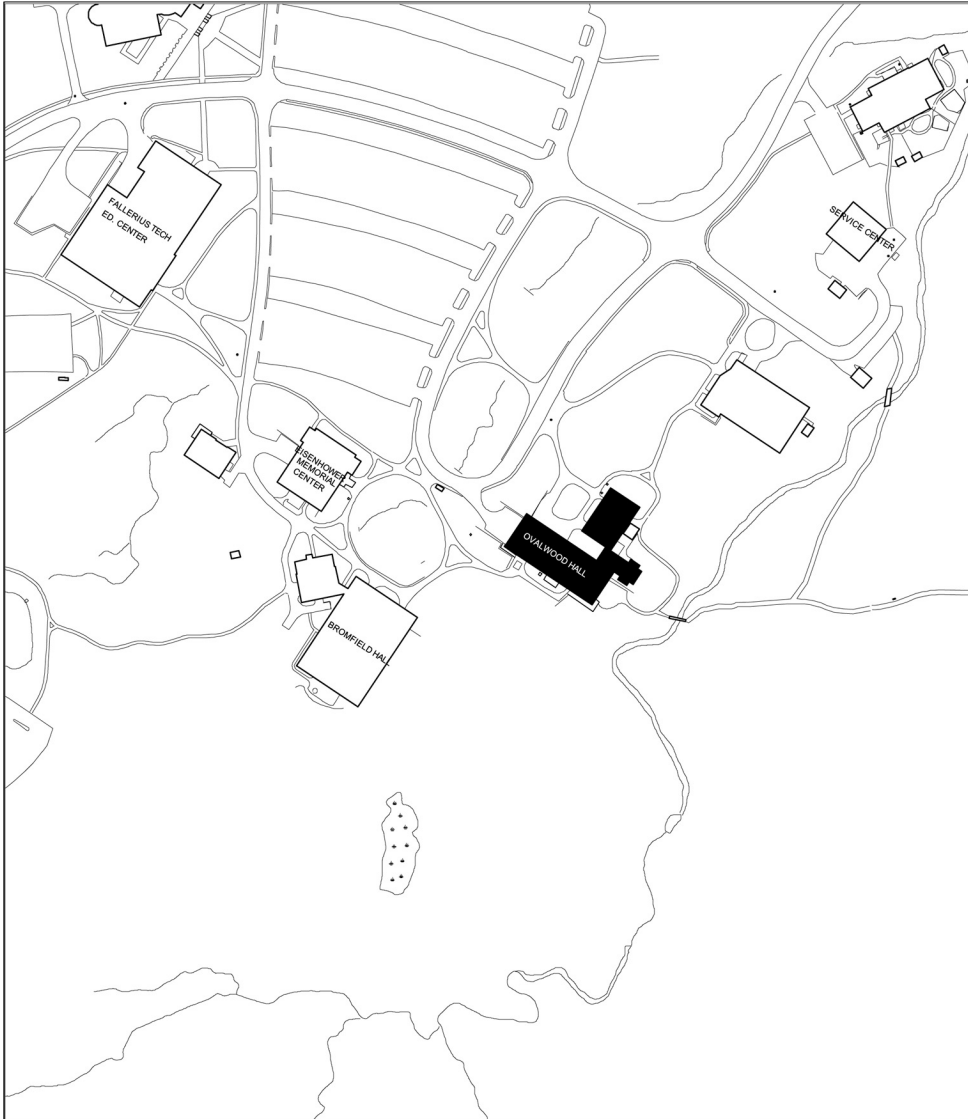 FALLERIUS TECH
ED. CENTER
SERVICE CENTER
EISENHOWER
MEMORIAL
CENTER
OVALWOOD HALL
BROMFIELD HALL